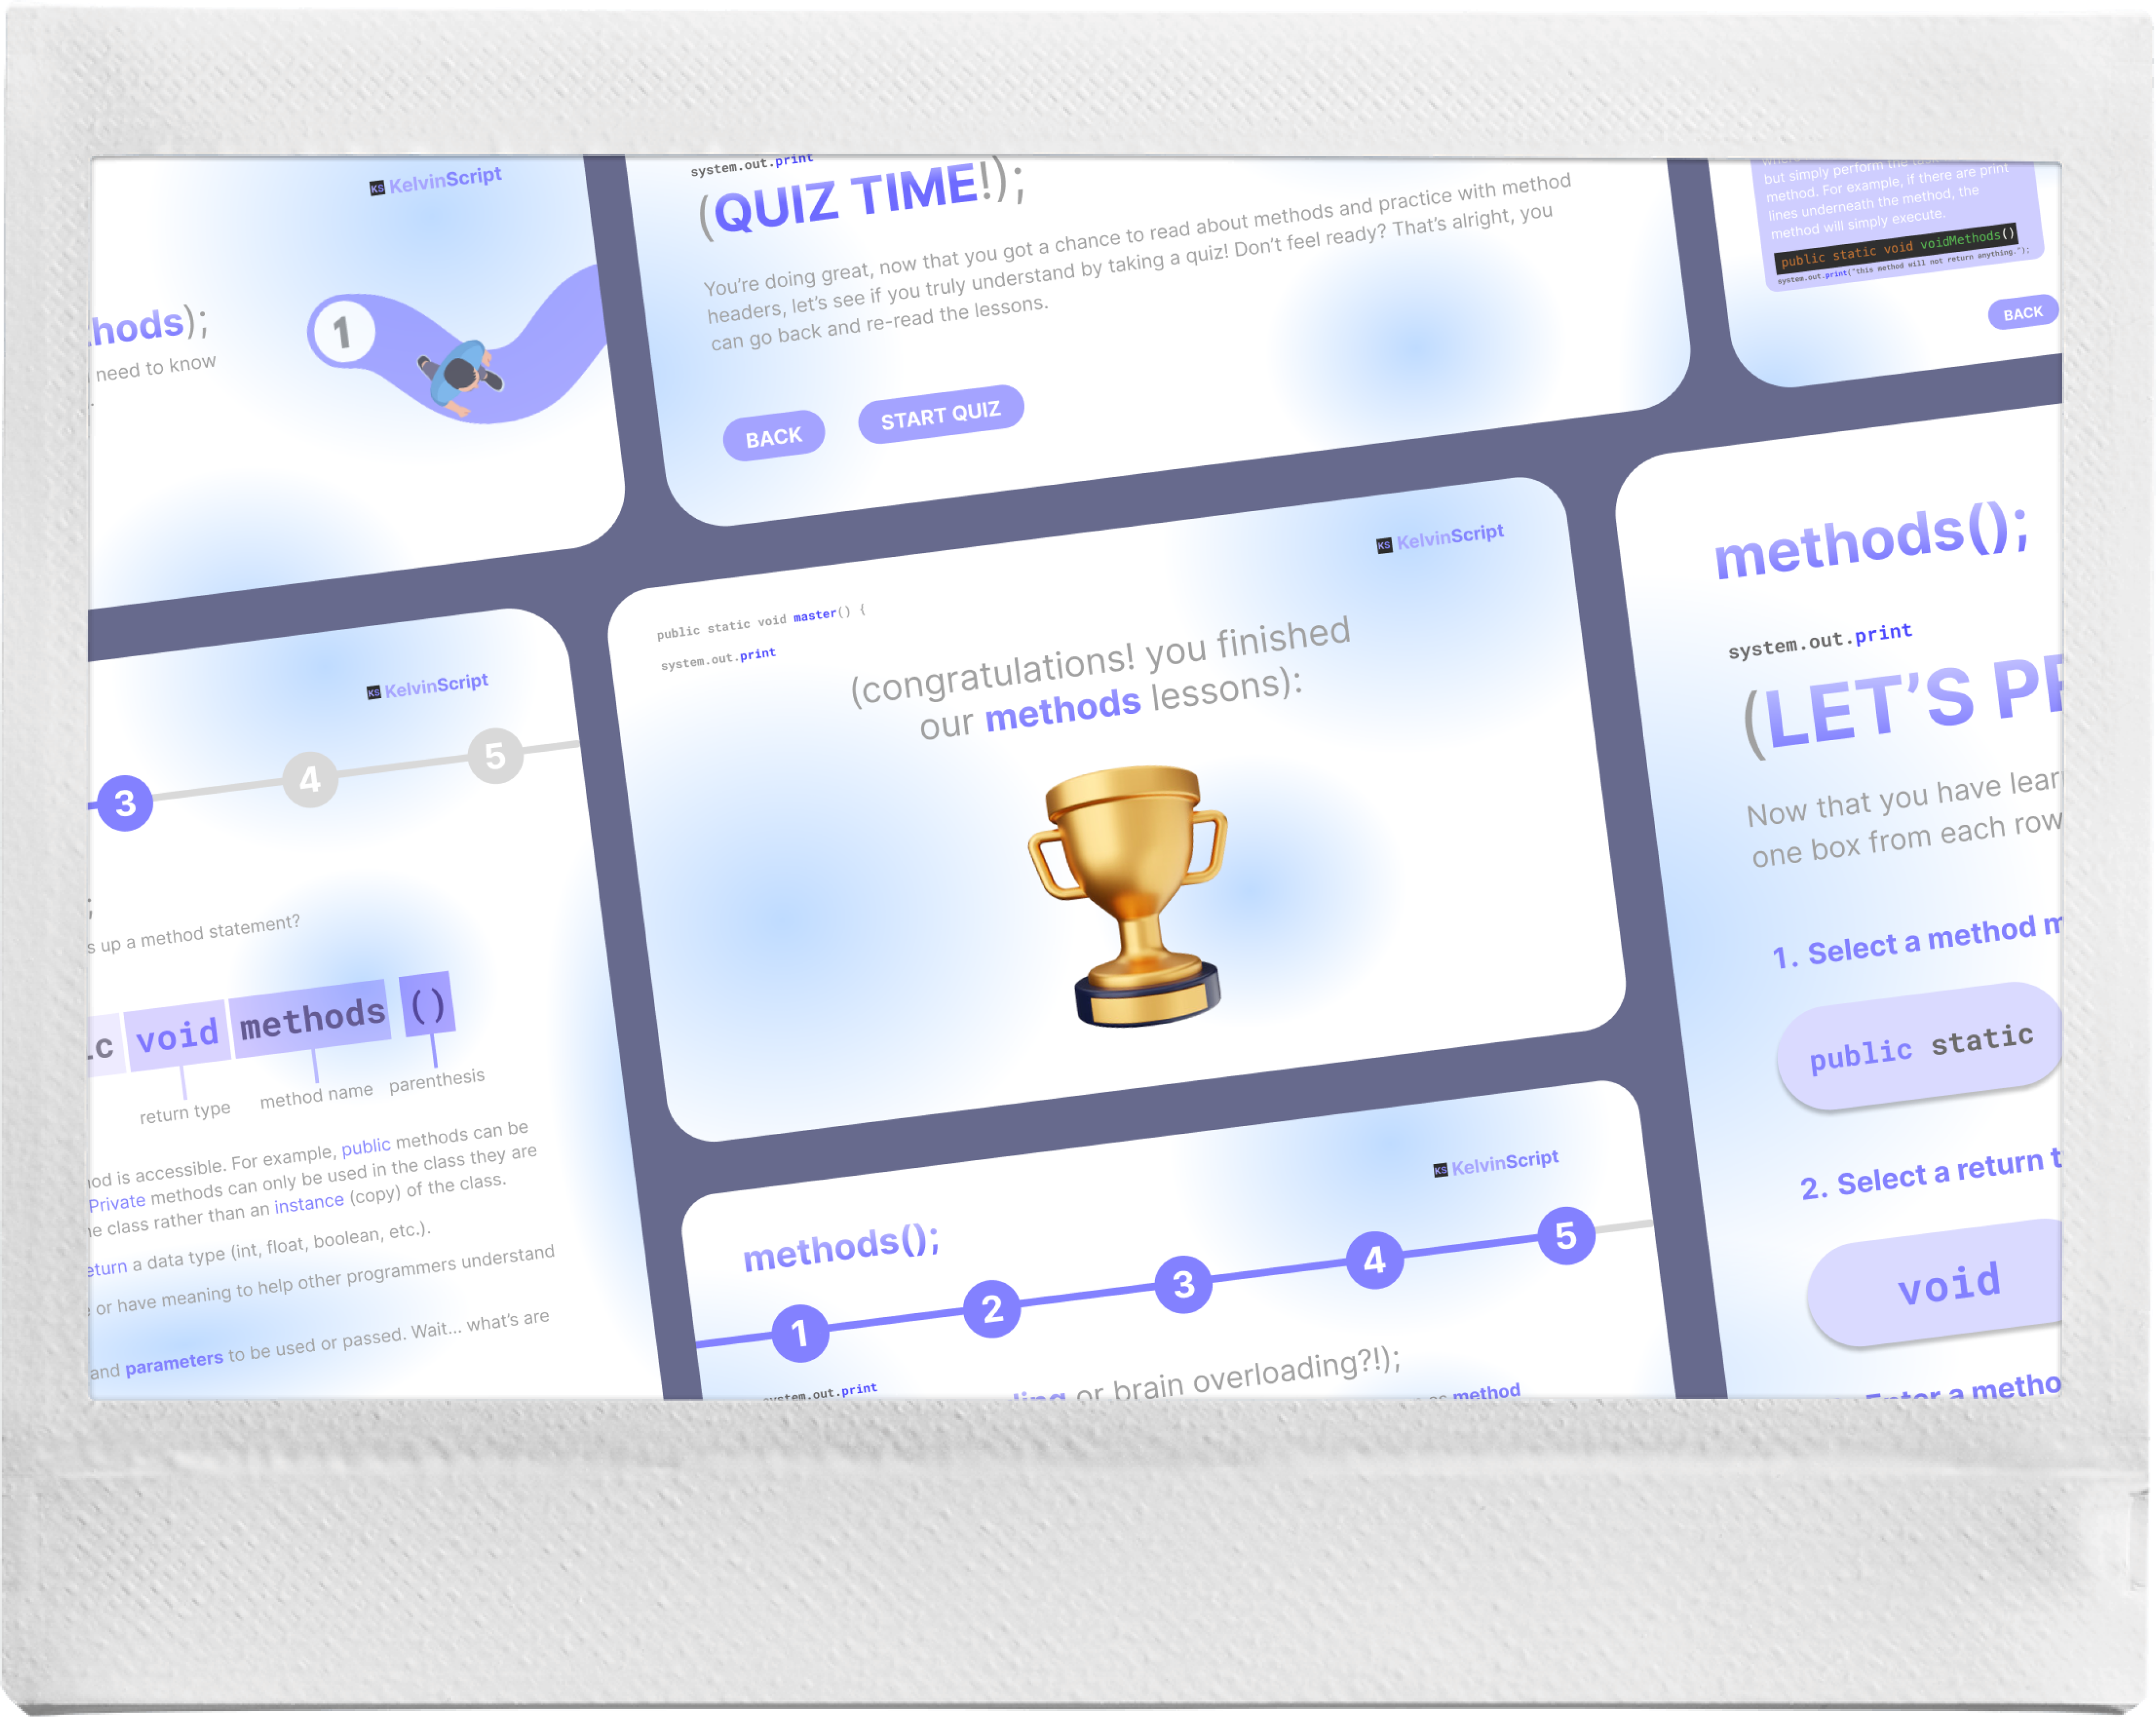 KS KelvinScript
hods);
need to know
1
system.out.print
(QUIZ TIME!);
You're doing great, now that you got a chance to read about methods and practice with method
headers, let's see if you truly understand by taking a quiz! Don't feel ready? That's alright, you
can go back and re-read the lessons.
BACK
START QUIZ
but simply perform the
method. For example, if there are print
lines underneath the method, the
method will simply execute.
public static void voidMethods()
system.out.print("this method will not return anything.");
BACK
KS KelvinScript
3 4 5
;
s up a method statement?
ic void methods ()
return type method name parenthesis
od is accessible. For example, public methods can be
Private methods can only be used in the class they are
e class rather than an instance (copy) of the class.
eturn a data type (int, float, boolean, etc.).
e or have meaning to help other programmers understand
and parameters to be used or passed. Wait... what's are
KS KelvinScript
public static void master() {
system.out.print
(congratulations! you finished
our methods lessons):
KS KelvinScript
methods();
1 2 3 4 5
system.out.print
ding or brain overloading?!);
as method
methods();
system.out.print
(LET'S PR
Now that you have lear
one box from each row
1. Select a method m
public static
2. Select a return t
void
Enter a metho